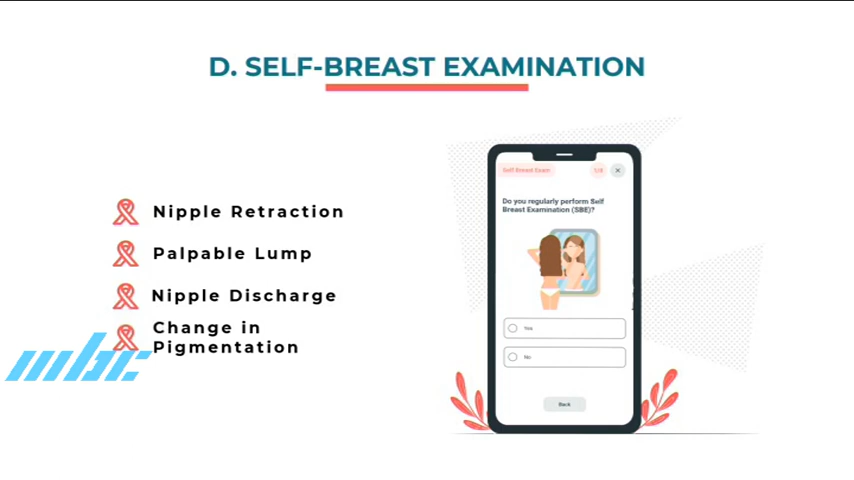 D. SELF-BREAST EXAMINATION
Nipple Retraction
Palpable Lump
Nipple Discharge
Change in
Pigmentation
mbc
Self Breast Exam
1/4
Do you regularly perform Self
Breast Examination (SBE)?
Yes
No
Back